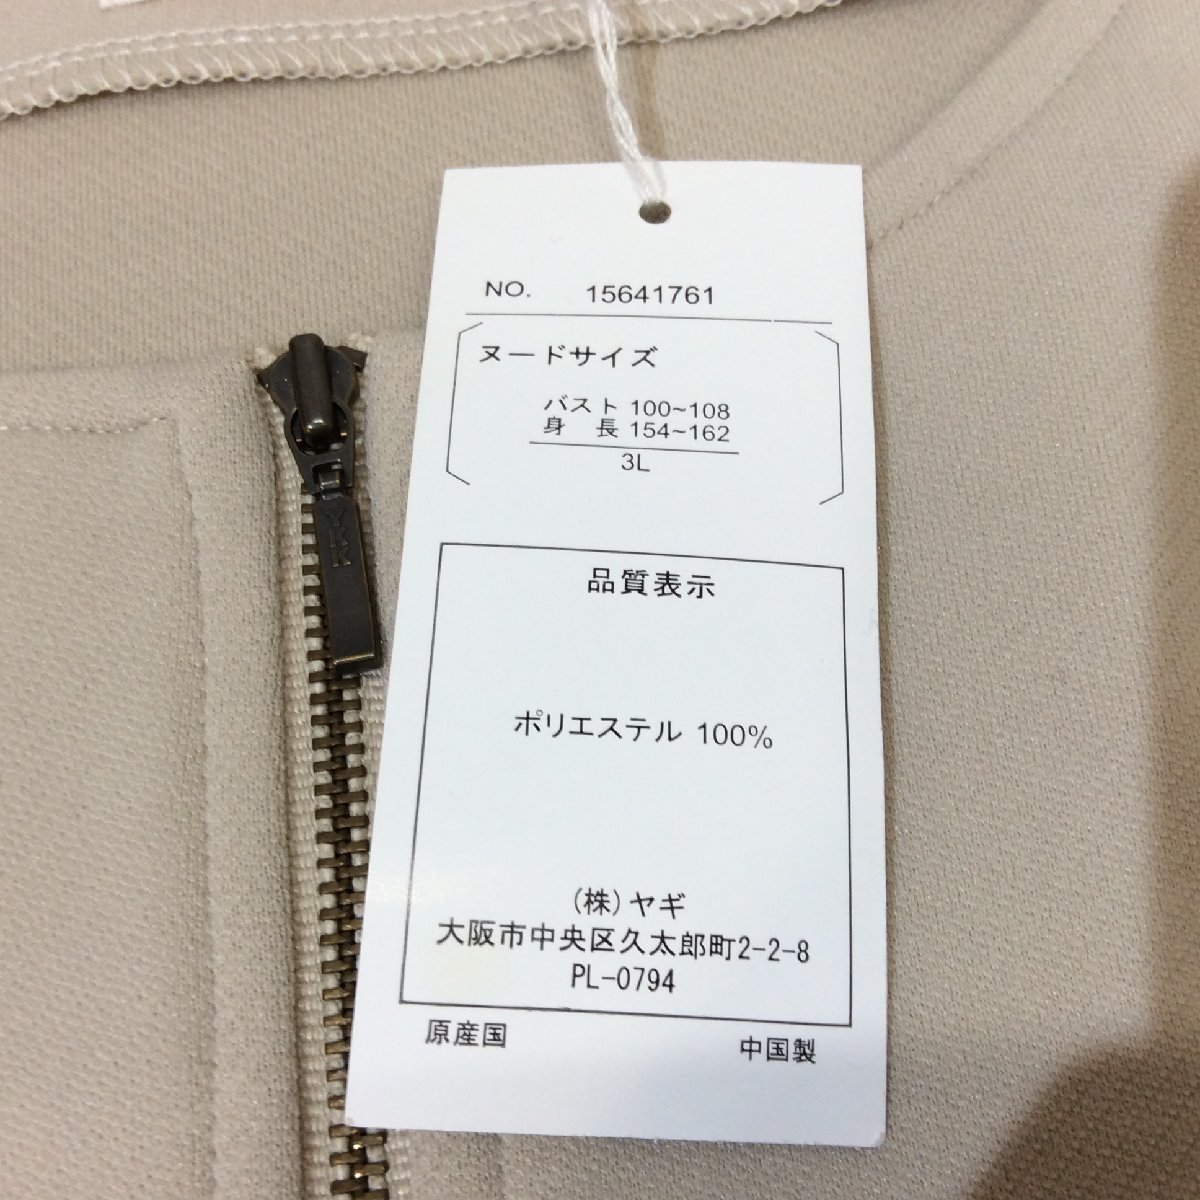 NO. 15641761
ヌードサイズ
バスト 100~108
身 長 154~162
3L
YKK
品質表示
ポリエステル 100%
(株)ヤギ
大阪市中央区久太郎町2-2-8
PL-0794
原産国 中国製